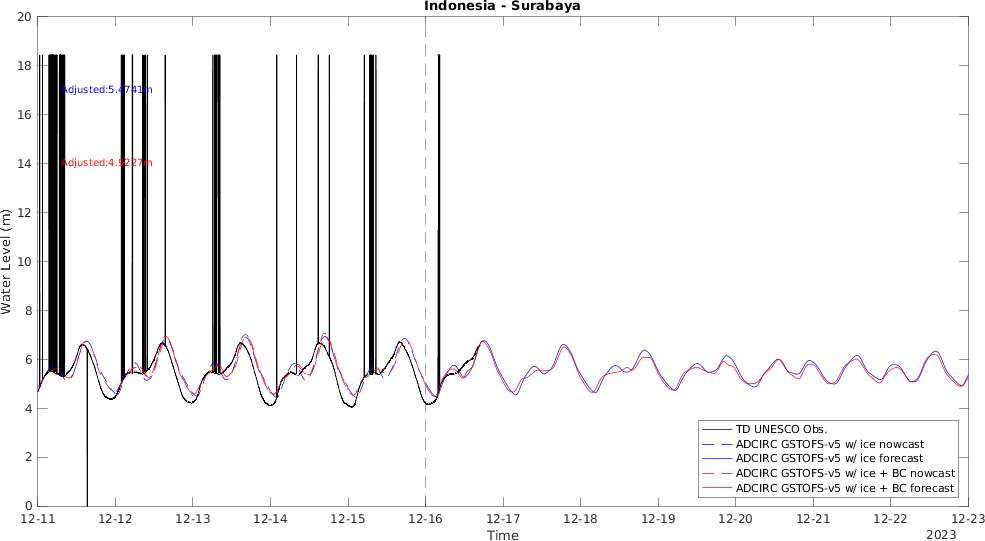 Indonesia - Surabaya
20
18
16
14
12
10
8
6
4
2
0
Water Level (m)
Adjusted:5.4741m
Adjusted:4.9227m
TD UNESCO Obs.
ADCIRC GSTOFS-v5 w/ ice nowcast
ADCIRC GSTOFS-v5 w/ ice forecast
ADCIRC GSTOFS-v5 w/ ice + BC nowcast
ADCIRC GSTOFS-v5 w/ ice + BC forecast
12-11 12-12 12-13 12-14 12-15 12-16 12-17 12-18 12-19 12-20 12-21 12-22 12-23
Time
2023